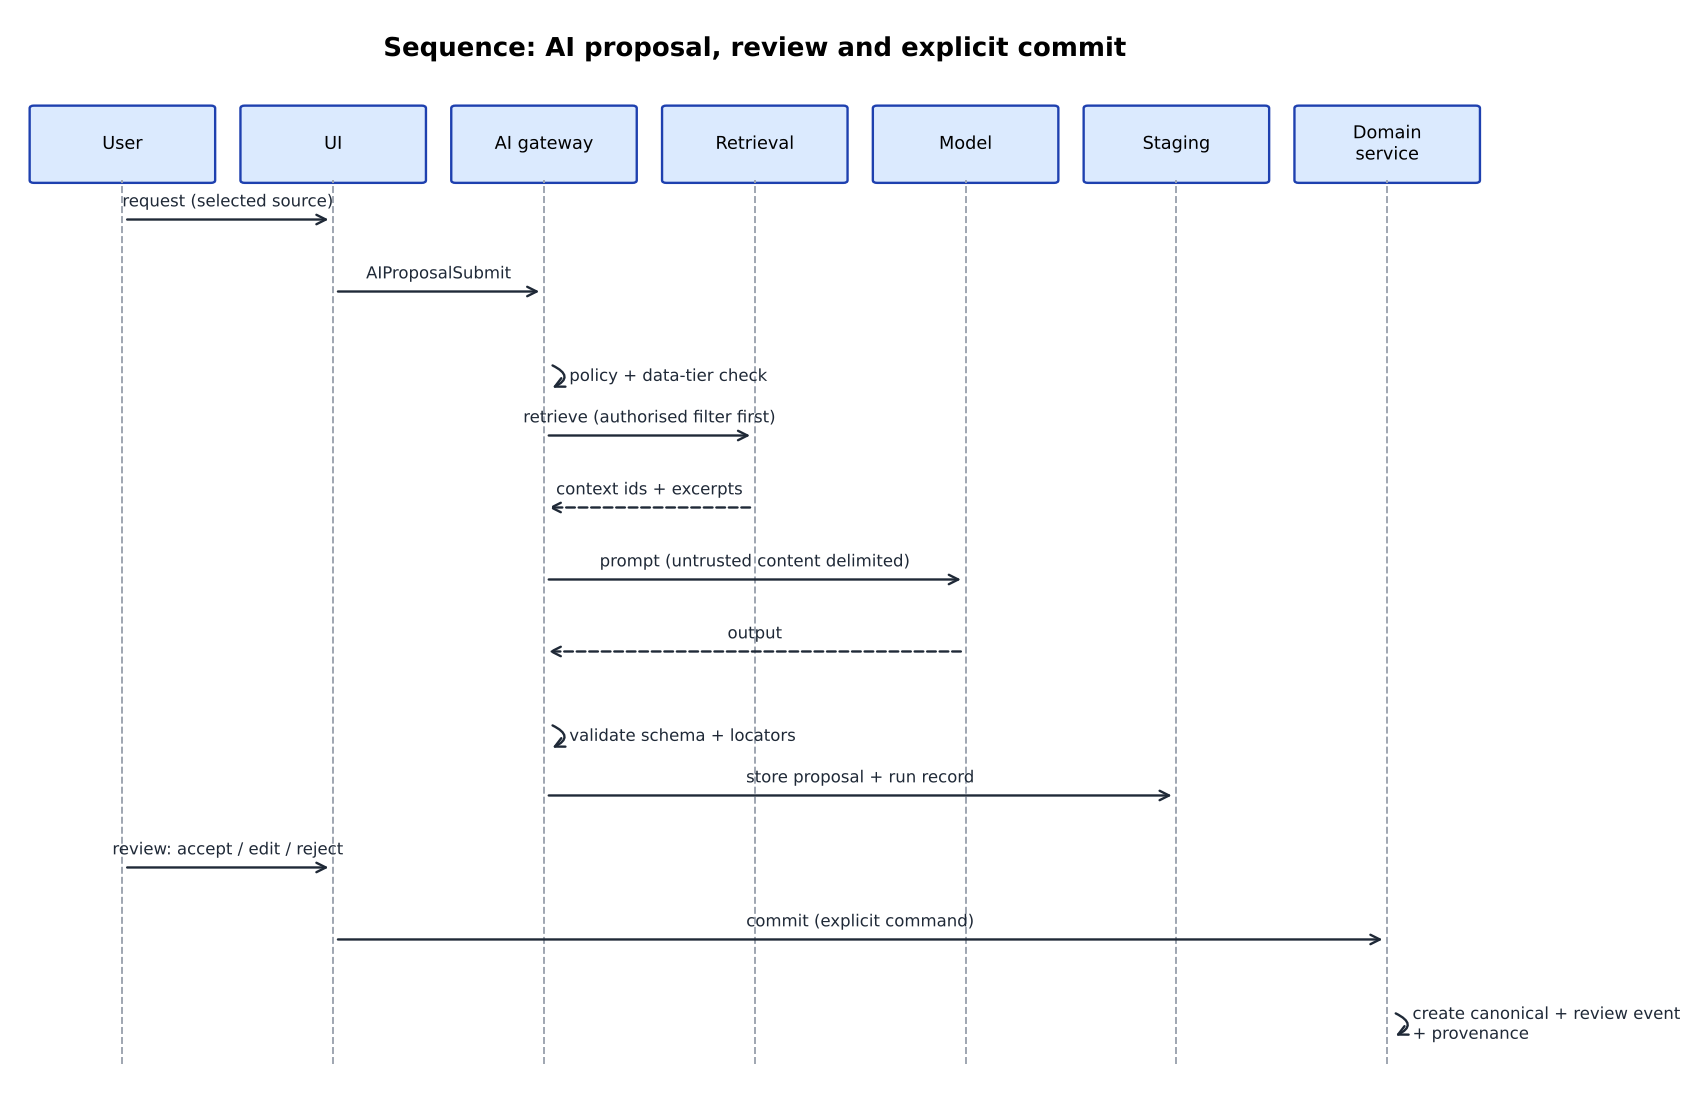 Sequence: AI proposal, review and explicit commit
User
UI
AI gateway
Retrieval
Model
Staging
Domain
service
request (selected source)
AIProposalSubmit
policy + data-tier check
retrieve (authorised filter first)
context ids + excerpts
prompt (untrusted content delimited)
output
validate schema + locators
store proposal + run record
review: accept / edit / reject
commit (explicit command)
create canonical + review event
+ provenance